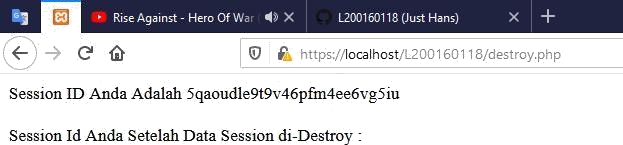 Rise Against - Hero Of War
L200160118 (Just Hans)
https://localhost/L200160118/destroy.php
Session ID Anda Adalah 5qaoudle9t9v46pfm4ee6vg5iu
Session Id Anda Setelah Data Session di-Destroy :